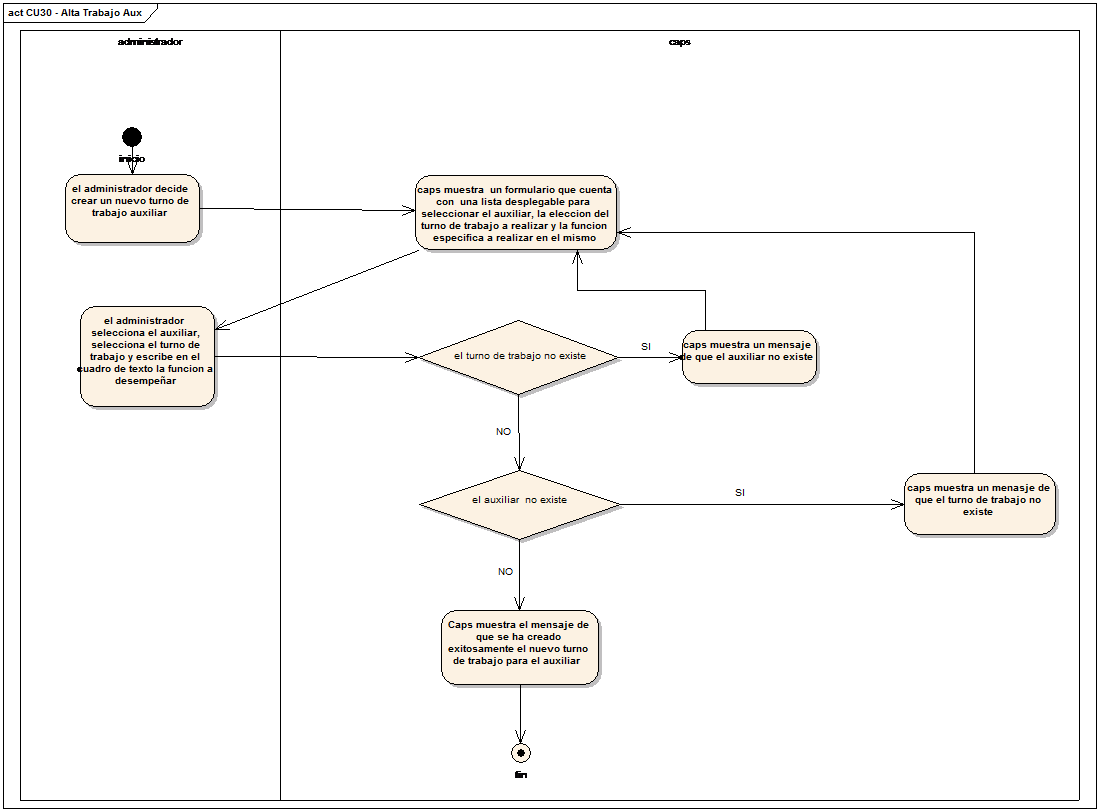 act CU30 - Alta Trabajo Aux
administrador
caps
inicio
el administrador decide
crear un nuevo turno de
trabajo auxiliar
caps muestra un formulario que cuenta
con una lista desplegable para
seleccionar el auxiliar, la eleccion del
turno de trabajo a realizar y la funcion
especifica a realizar en el mismo
el administrador
selecciona el auxiliar,
selecciona el turno de
trabajo y escribe en el
cuadro de texto la funcion a
desempeñar
el turno de trabajo no existe
SI
caps muestra un mensaje
de que el auxiliar no existe
NO
el auxiliar no existe
SI
caps muestra un menasje de
que el turno de trabajo no
existe
NO
Caps muestra el mensaje de
que se ha creado
exitosamente el nuevo turno
de trabajo para el auxiliar
fin